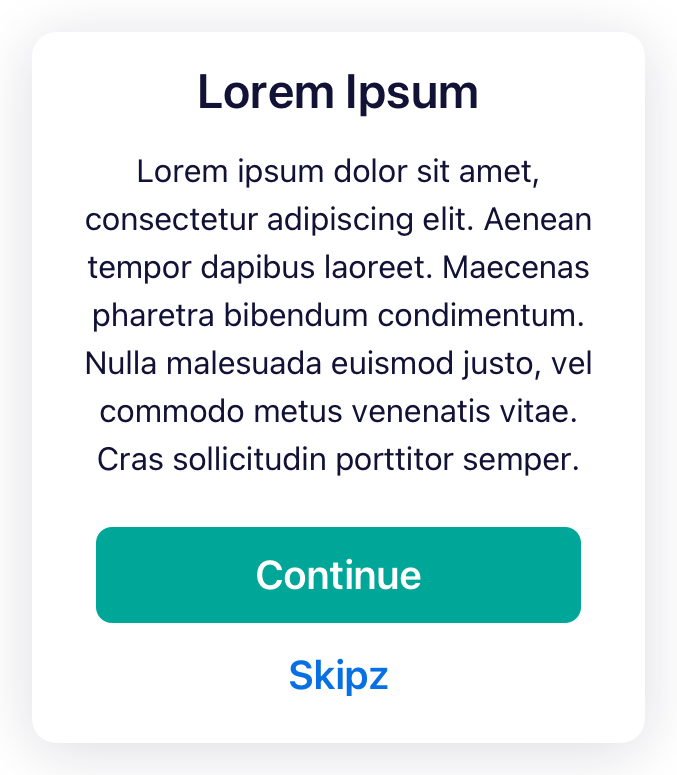 Lorem Ipsum
Lorem ipsum dolor sit amet,
consectetur adipiscing elit. Aenean
tempor dapibus laoreet. Maecenas
pharetra bibendum condimentum.
Nulla malesuada euismod justo, vel
commodo metus venenatis vitae.
Cras sollicitudin porttitor semper.
Continue
Skipz